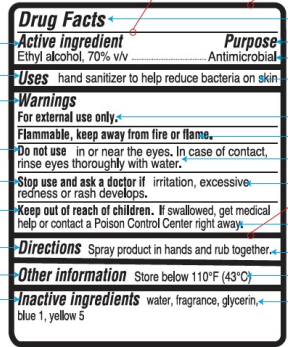 Drug Facts
Active ingredient Purpose
Ethyl alcohol, 70% v/v ........................ Antimicrobial
Uses hand sanitizer to help reduce bacteria on skin
Warnings
For external use only.
Flammable, keep away from fire or flame.
Do not use in or near the eyes. In case of contact,
rinse eyes thoroughly with water.
Stop use and ask a doctor if irritation, excessive
redness or rash develops.
Keep out of reach of children. If swallowed, get medical
help or contact a Poison Control Center right away.
Directions Spray product in hands and rub together.
Other information Store below 110°F (43°C)
Inactive ingredients water, fragrance, glycerin,
blue 1, yellow 5